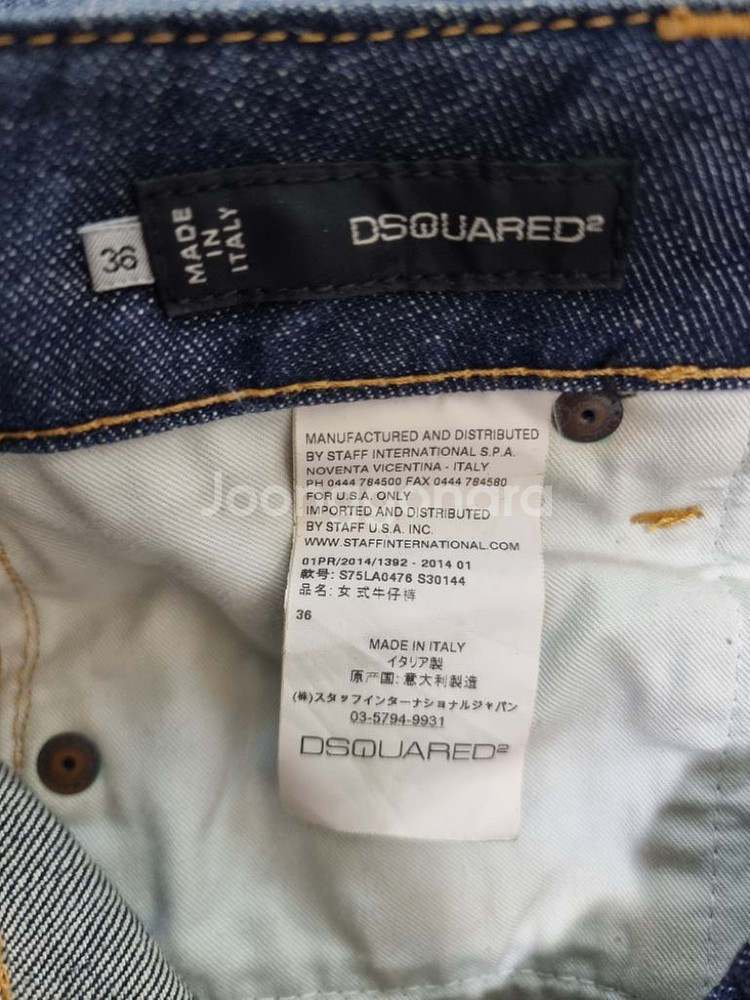 36
MADE
IN
ITALY
DSQUARED²
MANUFACTURED AND DISTRIBUTED
BY STAFF INTERNATIONAL S.P.A.
NOVENTA VICENTINA - ITALY
PH 0444 784500 FAX 0444 784580
FOR U.S.A. ONLY
IMPORTED AND DISTRIBUTED
BY STAFF U.S.A. INC.
WWW.STAFFINTERNATIONAL.COM
01PR/2014/1392 - 2014 01
款号: S75LA0476 S30144
品名: 女式牛仔裤
36
MADE IN ITALY
イタリア製
原产国: 意大利製造
(株)スタッフインターナショナルジャパン
03-5794-9931
DSQUARED²